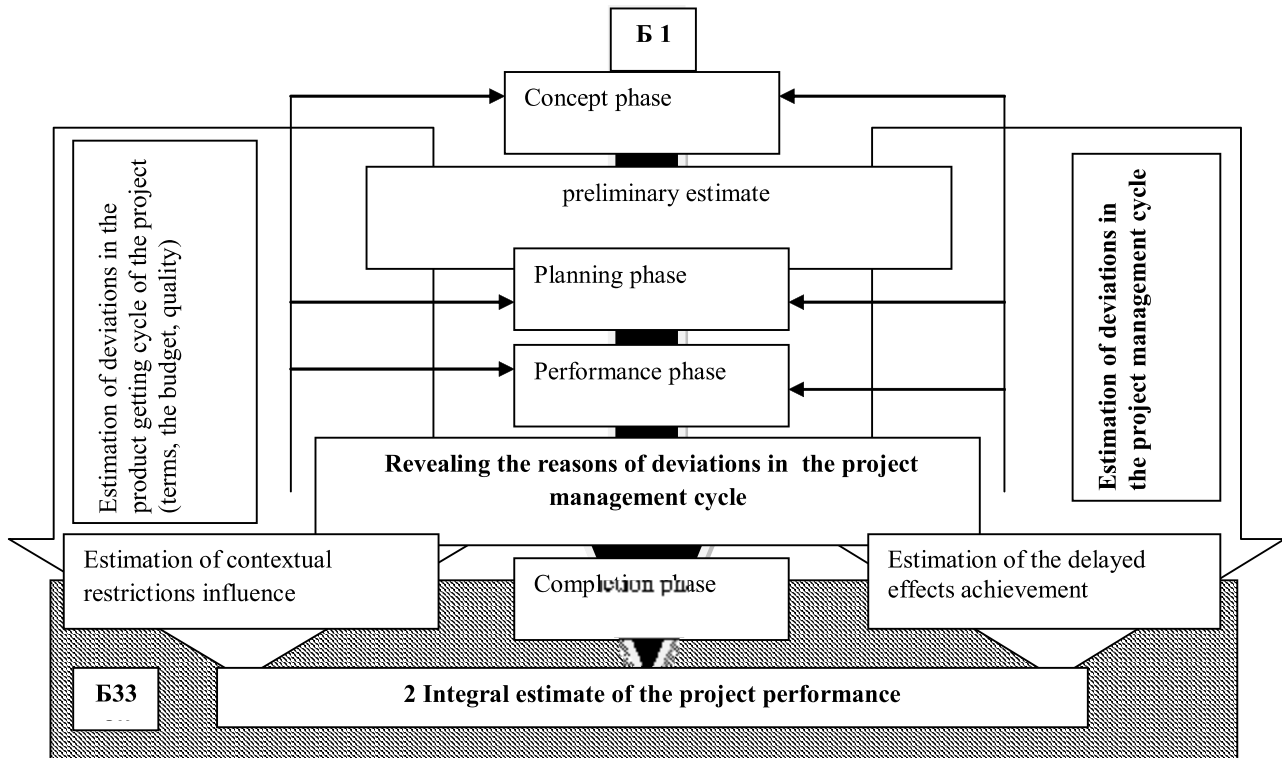 Б 1
Concept phase
preliminary estimate
Planning phase
Performance phase
Estimation of deviations in the
product getting cycle of the project
(terms, the budget, quality)
Estimation of deviations in
the project management cycle
Revealing the reasons of deviations in the project
management cycle
Estimation of contextual
restrictions influence
Completion phase
Estimation of the delayed
effects achievement
Б33
2 Integral estimate of the project performance